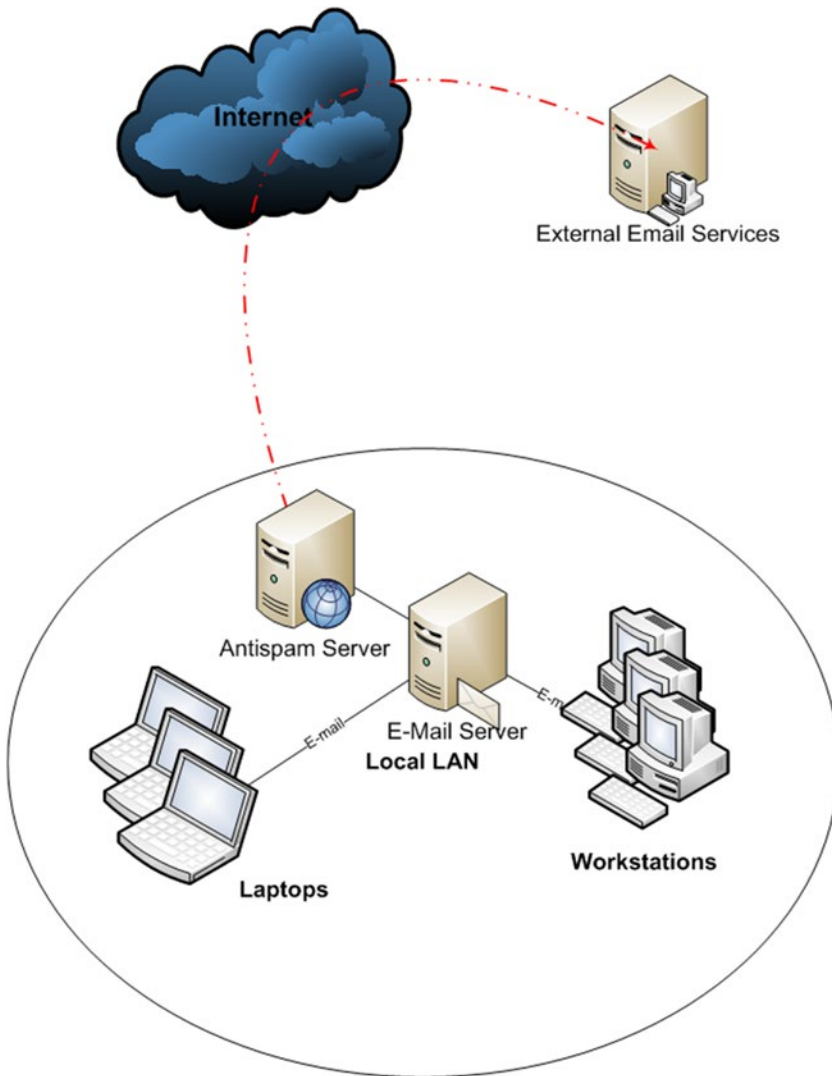 Internet
External Email Services
Antispam Server
E-mail
E-m
E-Mail Server
Local LAN
Workstations
Laptops